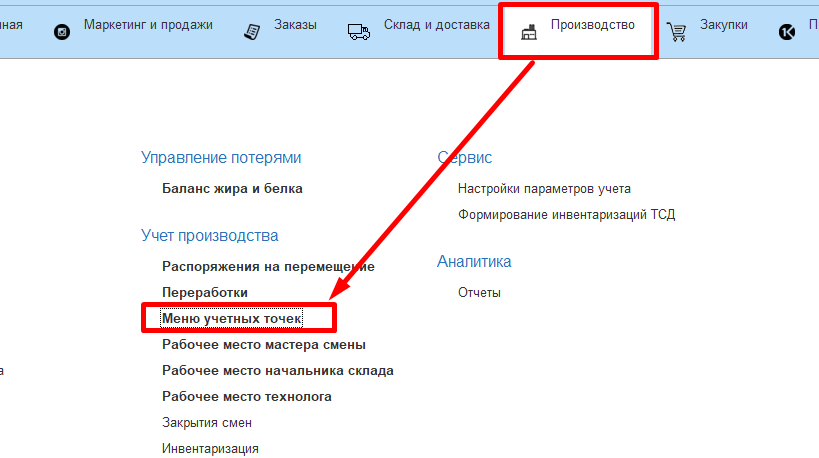 ная Маркетинг и продажи Заказы Склад и доставка Производство Закупки П
Управление потерями
Баланс жира и белка
Учет производства
Распоряжения на перемещение
Переработки
Меню учетных точек
Рабочее место мастера смены
Рабочее место начальника склада
Рабочее место технолога
Закрытия смен
Инвентаризация
Сервис
Настройки параметров учета
Формирование инвентаризаций ТСД
Аналитика
Отчеты
а